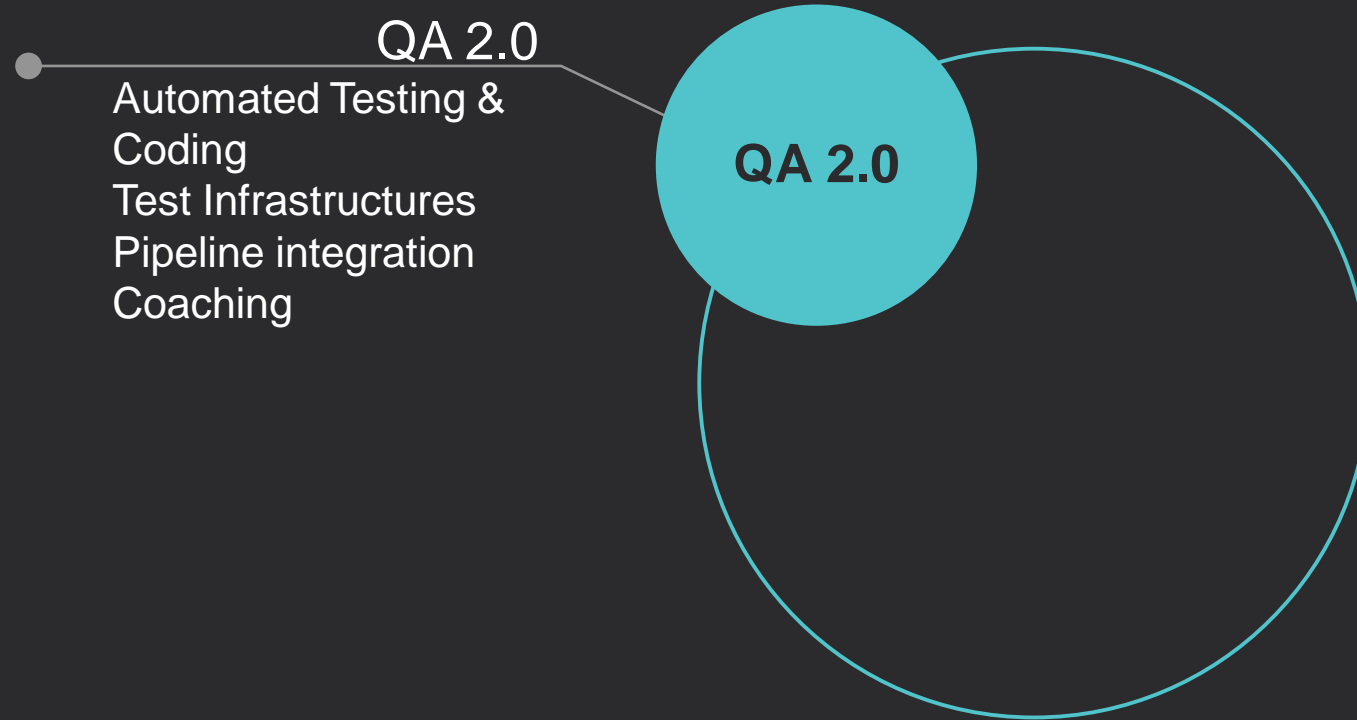 QA 2.0
Automated Testing &
Coding
Test Infrastructures
Pipeline integration
Coaching
QA 2.0